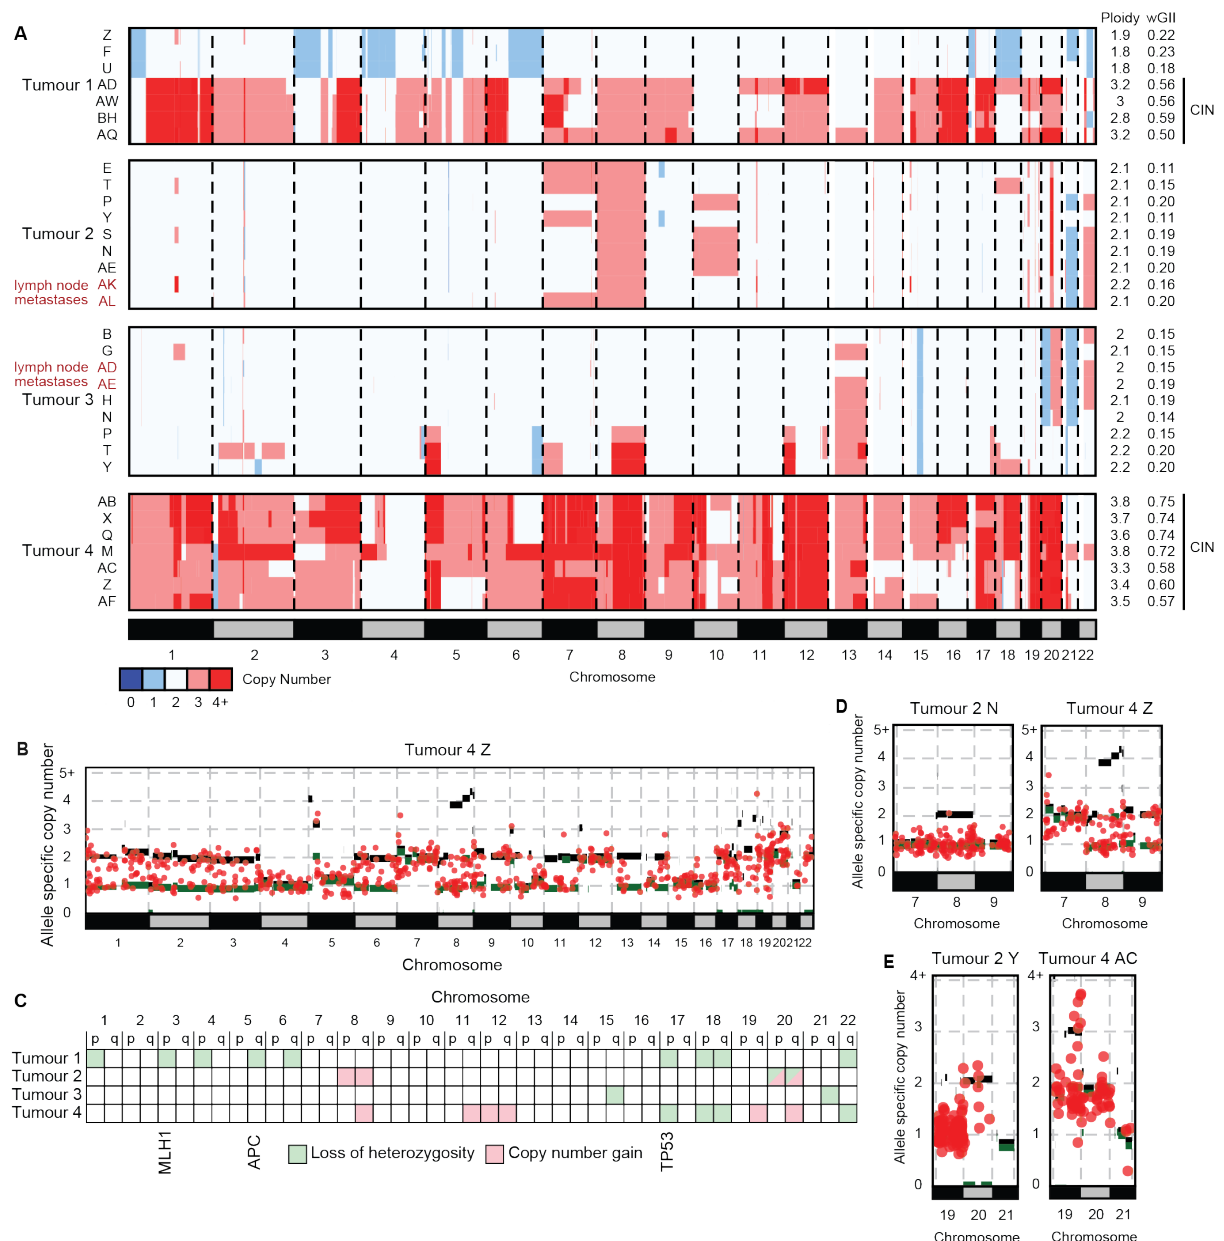 A
Ploidy wGII
Z 1.9 0.22
F 1.8 0.23
U 1.8 0.18
Tumour 1 AD 3.2 0.56
AW 3 0.56
BH 2.8 0.59
AQ 3.2 0.50
CIN
E 2.1 0.11
T 2.1 0.15
P 2.1 0.20
Y 2.1 0.11
Tumour 2 S 2.1 0.19
N 2.1 0.19
AE 2.1 0.20
lymph node AK 2.2 0.16
metastases AL 2.1 0.20
B 2 0.15
G 2.1 0.15
lymph node AD 2 0.15
metastases AE 2 0.19
Tumour 3 H 2.1 0.19
N 2 0.14
P 2.2 0.15
T 2.2 0.20
Y 2.2 0.20
AB 3.8 0.75
X 3.7 0.74
Q 3.6 0.74
Tumour 4 M 3.8 0.72
AC 3.3 0.58
Z 3.4 0.60
AF 3.5 0.57
CIN
1 2 3 4 5 6 7 8 9 10 11 12 13 14 15 16 17 18 19 20 21 22
Chromosome
Copy Number
0 1 2 3 4+
B
Tumour 4 Z
Allele specific copy number
5+
4
3
2
1
0
1 2 3 4 5 6 7 8 9 10 11 12 13 14 15 16 17 18 19 20 21 22
Chromosome
C
Chromosome
1 2 3 4 5 6 7 8 9 10 11 12 13 14 15 16 17 18 19 20 21 22
p q p q p q p q p q p q p q p q p q p q p q p q q q q p q p q p q p q p q p q q
Tumour 1
Tumour 2
Tumour 3
Tumour 4
MLH1
APC
TP53
Loss of heterozygosity
Copy number gain
D
Tumour 2 N
Tumour 4 Z
Allele specific copy number
5+
4
3
2
1
0
5+
4
3
2
1
0
7 8 9
7 8 9
Chromosome
Chromosome
E
Tumour 2 Y
Tumour 4 AC
Allele specific copy number
4+
3
2
1
0
4+
3
2
1
0
19 20 21
19 20 21
Chromosome
Chromosome